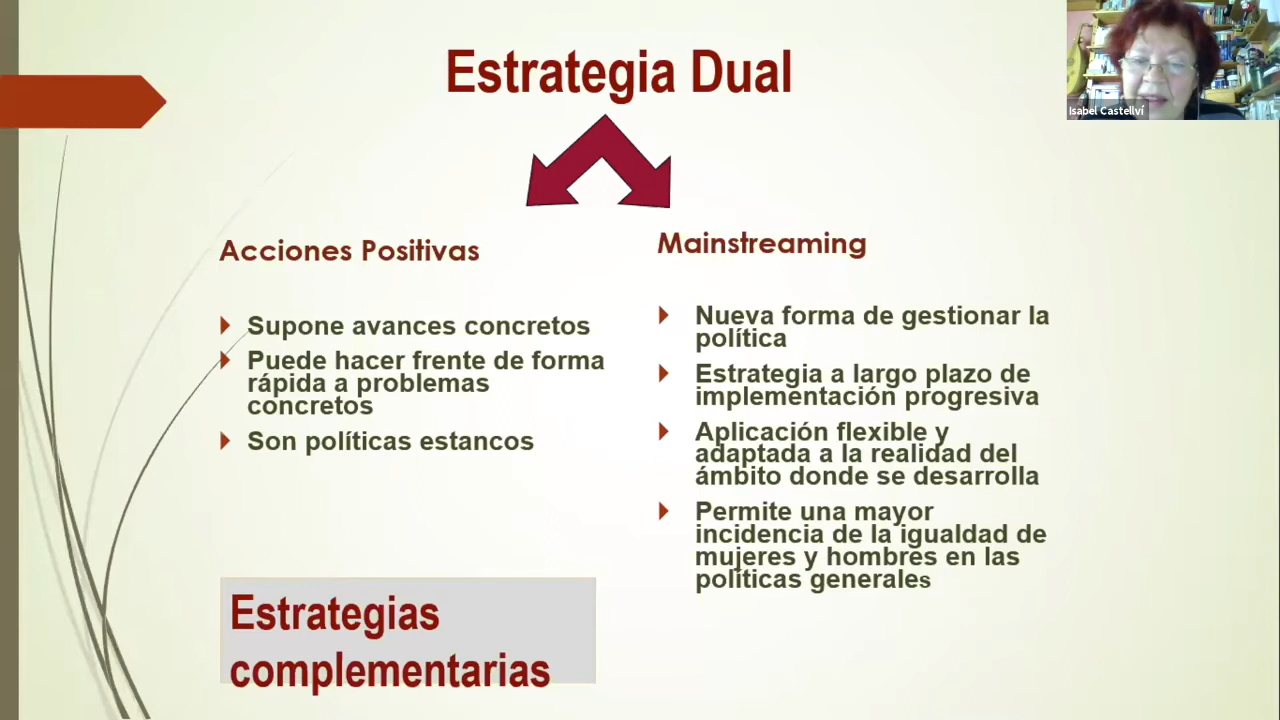 Estrategia Dual
Isabel Castellví
Acciones Positivas
Supone avances concretos
Puede hacer frente de forma
rápida a problemas
concretos
Son políticas estancos
Mainstreaming
Nueva forma de gestionar la
política
Estrategia a largo plazo de
implementación progresiva
Aplicación flexible y
adaptada a la realidad del
ámbito donde se desarrolla
Permite una mayor
incidencia de la igualdad de
mujeres y hombres en las
políticas generales
Estrategias
complementarias